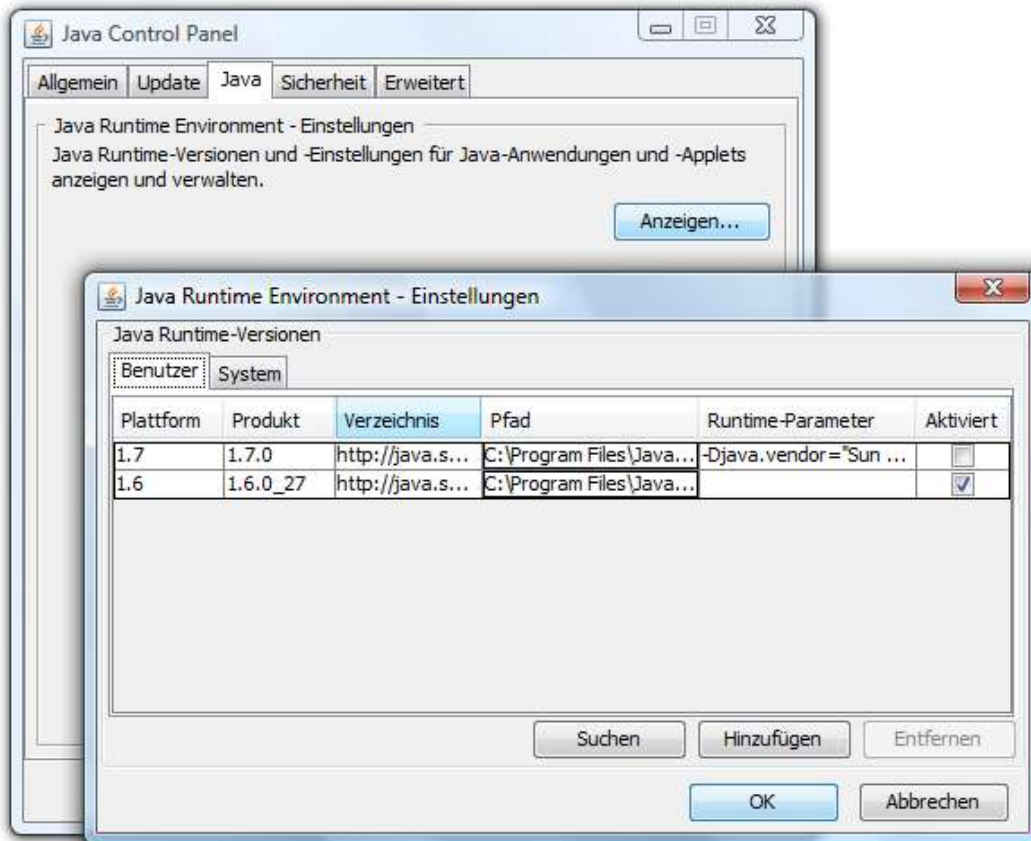 Java Control Panel
Allgemein Update Java Sicherheit Erweitert
Java Runtime Environment - Einstellungen
Java Runtime-Versionen und -Einstellungen für Java-Anwendungen und -Applets
anzeigen und verwalten.
Anzeigen...
Java Runtime Environment - Einstellungen
Java Runtime-Versionen
Benutzer System
Plattform Produkt Verzeichnis Pfad Runtime-Parameter Aktiviert
1.7 1.7.0 http://java.s... C:\Program Files\Java... -Djava.vendor="Sun ...
1.6 1.6.0_27 http://java.s... C:\Program Files\Java...
Suchen Hinzufügen Entfernen
OK Abbrechen